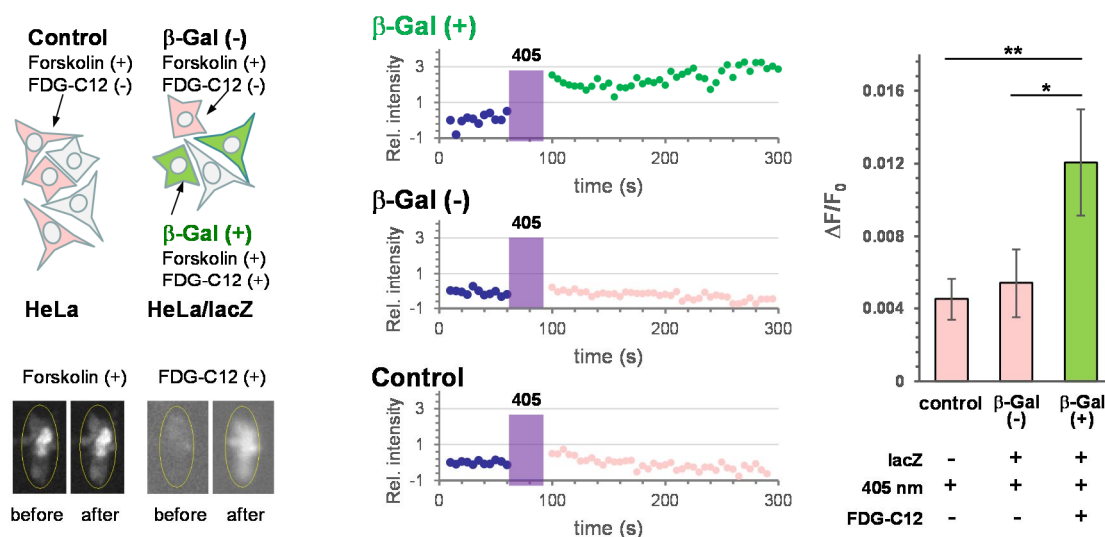 Control
Forskolin (+)
FDG-C12 (-)
β-Gal (-)
Forskolin (+)
FDG-C12 (-)
β-Gal (+)
Forskolin (+)
FDG-C12 (+)
HeLa
HeLa/lacZ
Forskolin (+)
FDG-C12 (+)
before
after
before
after
β-Gal (+)
405
Rel. intensity
3
1
-1
0
100
200
300
time (s)
β-Gal (-)
405
Rel. intensity
3
1
-1
0
100
200
300
time (s)
Control
405
Rel. intensity
3
1
-1
0
100
200
300
time (s)
**
*
ΔF/F0
0.016
0.012
0.008
0.004
0
control
β-Gal
(-)
β-Gal
(+)
lacZ - + +
405 nm + + +
FDG-C12 - - +